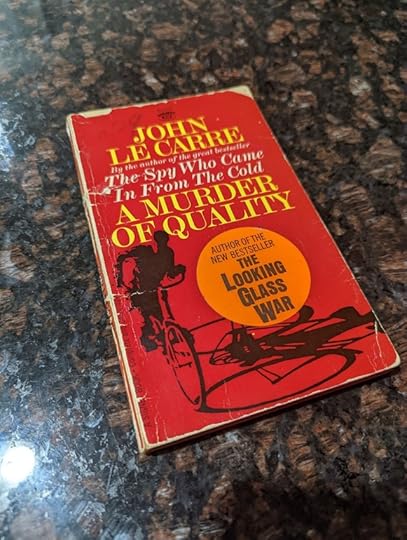 JOHN
LE CARRE
By the author of the great bestseller
The Spy Who Came
In From The Cold
A MURDER
OF QUALITY
AUTHOR OF THE
NEW BESTSELLER
THE
LOOKING
GLASS
WAR